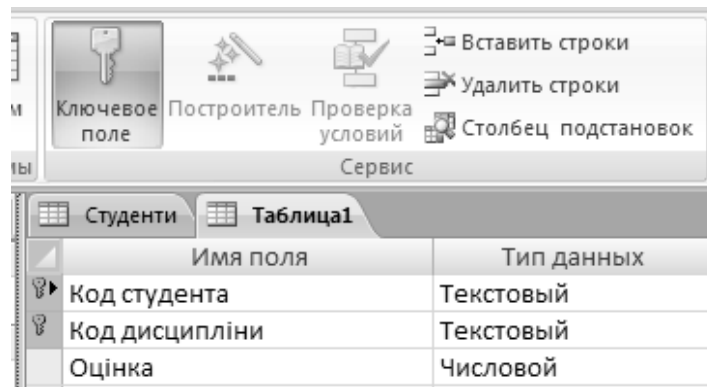 Вставить строки
Удалить строки
Столбец подстановок
Ключевое поле
Построитель
Проверка условий
Сервис
Студенти
Таблица1
Имя поля
Тип данных
Код студента
Текстовый
Код дисципліни
Текстовый
Оцінка
Числовой